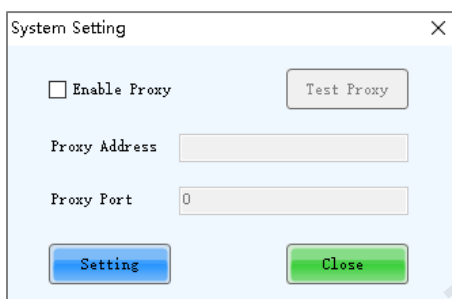 System Setting
Enable Proxy
Test Proxy
Proxy Address
Proxy Port
0
Setting
Close